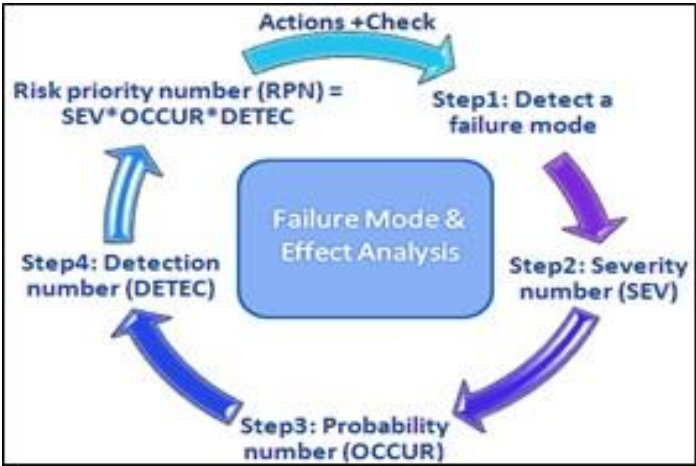 Actions +Check
Risk priority number (RPN) =
SEV*OCCUR*DETEC
Step1: Detect a
failure mode
Failure Mode &
Effect Analysis
Step2: Severity
number (SEV)
Step4: Detection
number (DETEC)
Step3: Probability
number (OCCUR)